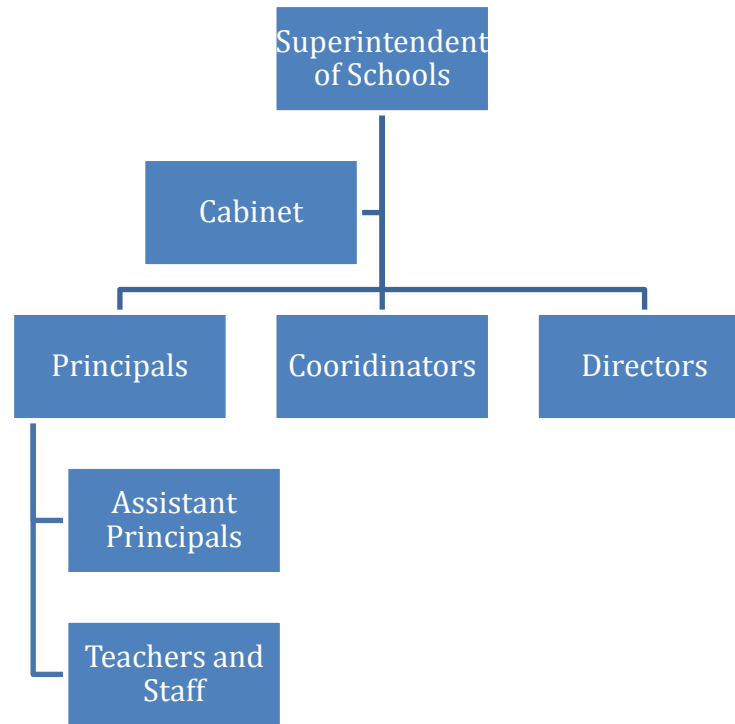 Superintendent
of Schools
Cabinet
Principals
Cooridinators
Directors
Assistant
Principals
Teachers and
Staff